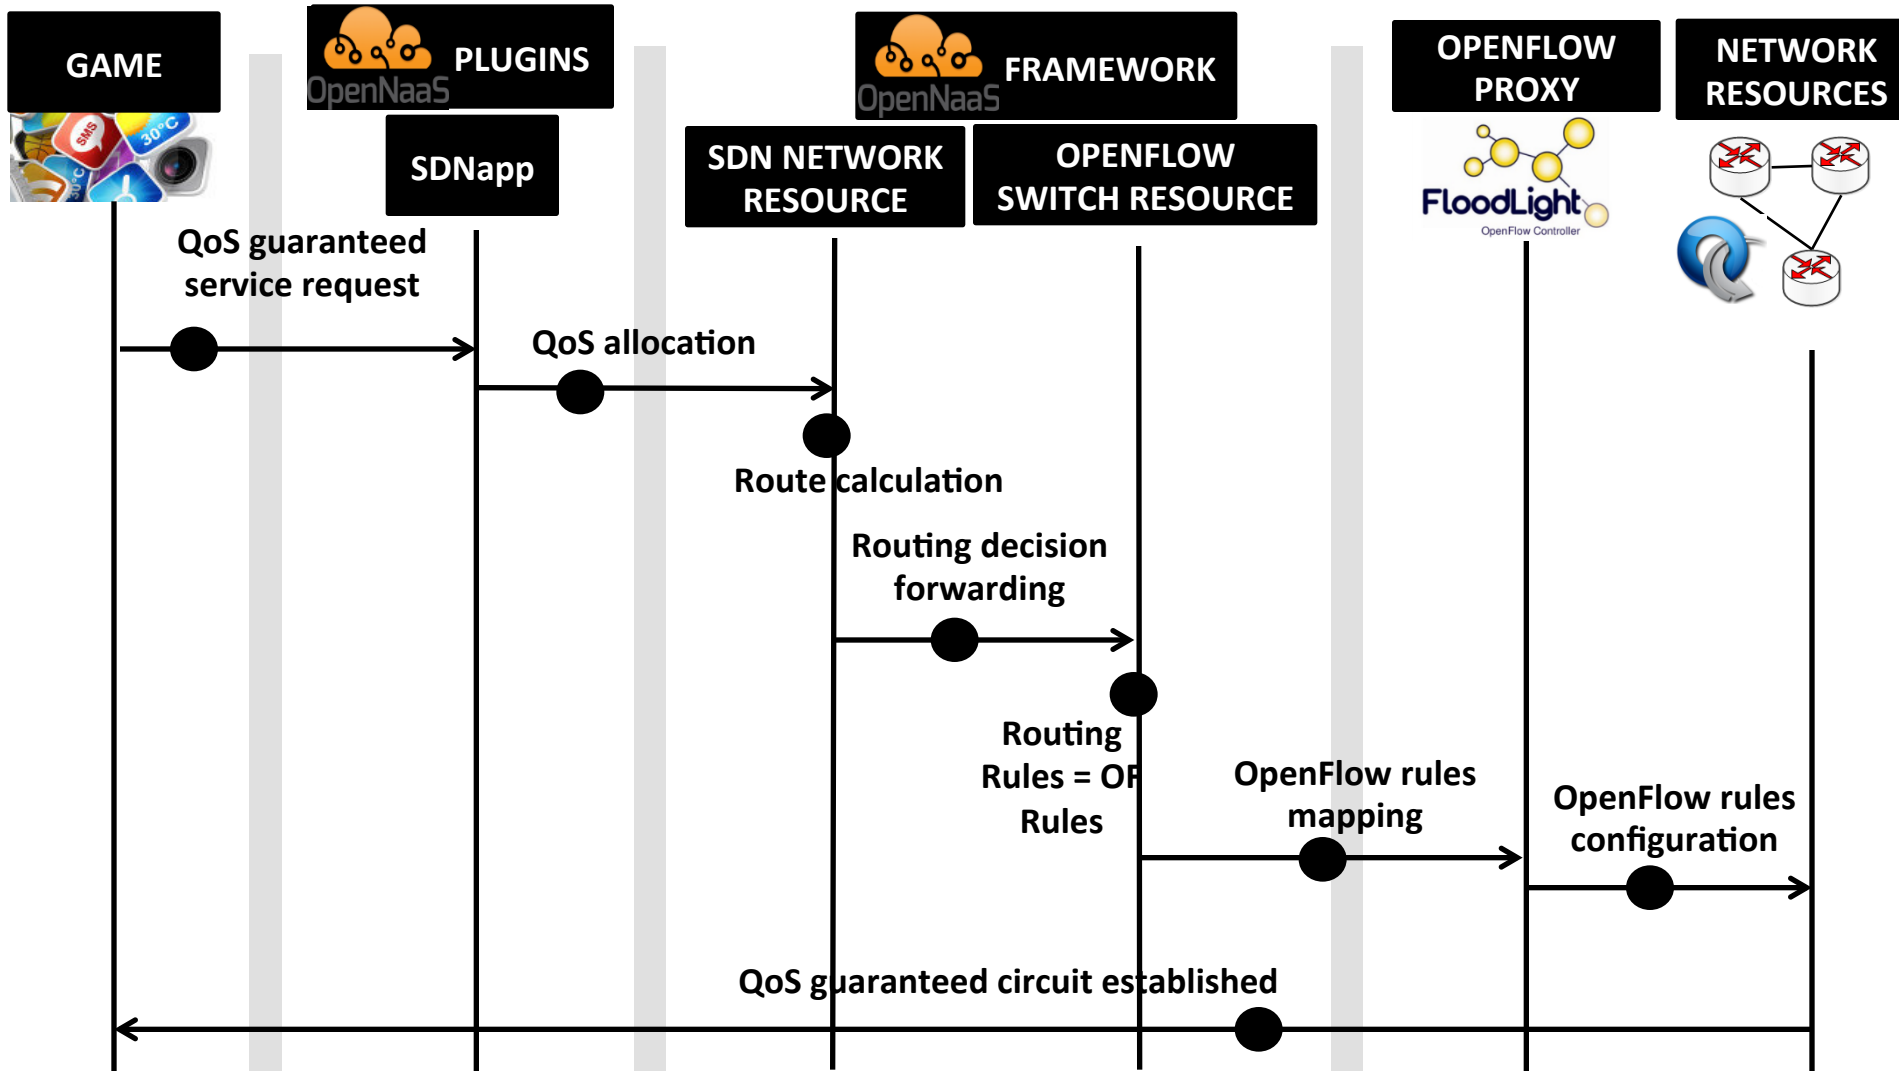 GAME
OpenNaaS
PLUGINS
OpenNaaS
FRAMEWORK
OPENFLOW
PROXY
NETWORK
RESOURCES
SMS
30°C
30°C
SDNapp
SDN NETWORK
RESOURCE
OPENFLOW
SWITCH RESOURCE
FloodLight
OpenFlow Controller
QoS guaranteed
service request
QoS allocation
Route calculation
Routing decision
forwarding
Routing
Rules = OF
Rules
OpenFlow rules
mapping
OpenFlow rules
configuration
QoS guaranteed circuit established